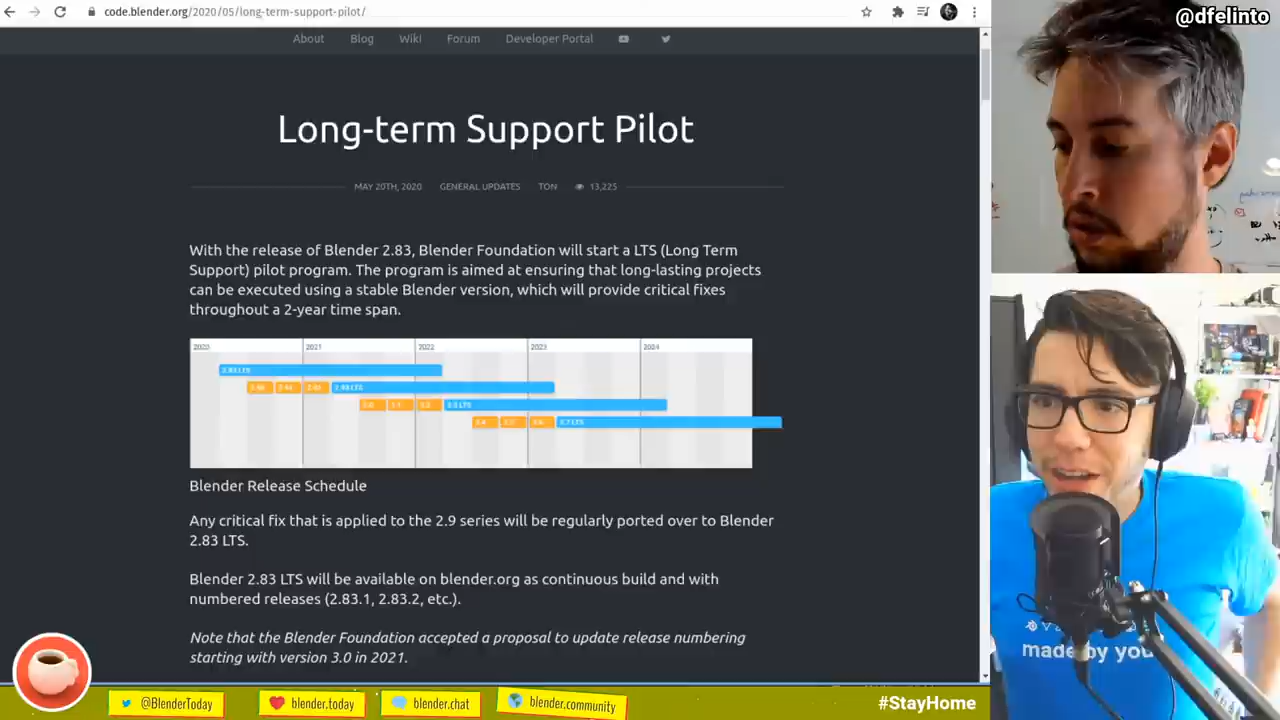 code.blender.org/2020/05/long-term-support-pilot/
@dfelinto
About Blog Wiki Forum Developer Portal
Long-term Support Pilot
MAY 20TH, 2020 GENERAL UPDATES TON 13,225
With the release of Blender 2.83, Blender Foundation will start a LTS (Long Term
Support) pilot program. The program is aimed at ensuring that long-lasting projects
can be executed using a stable Blender version, which will provide critical fixes
throughout a 2-year time span.
2020 2021 2022 2023 2024
2.83 LTS
2.93 LTS
Blender Release Schedule
Any critical fix that is applied to the 2.9 series will be regularly ported over to Blender
2.83 LTS.
Blender 2.83 LTS will be available on blender.org as continuous build and with
numbered releases (2.83.1, 2.83.2, etc.).
Note that the Blender Foundation accepted a proposal to update release numbering
starting with version 3.0 in 2021.
made by you
@BlenderToday blender.today blender.chat blender.community #StayHome